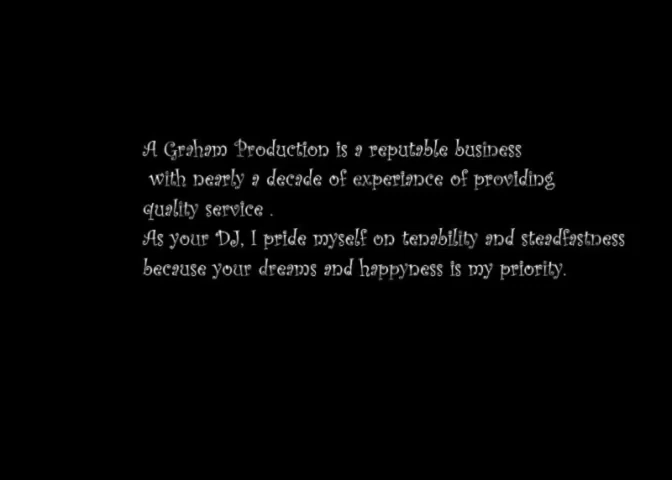 A Graham Production is a reputable business
with nearly a decade of experiance of providing
quality service .
As your DJ, I pride myself on tenability and steadfastness
because your dreams and happyness is my priority.